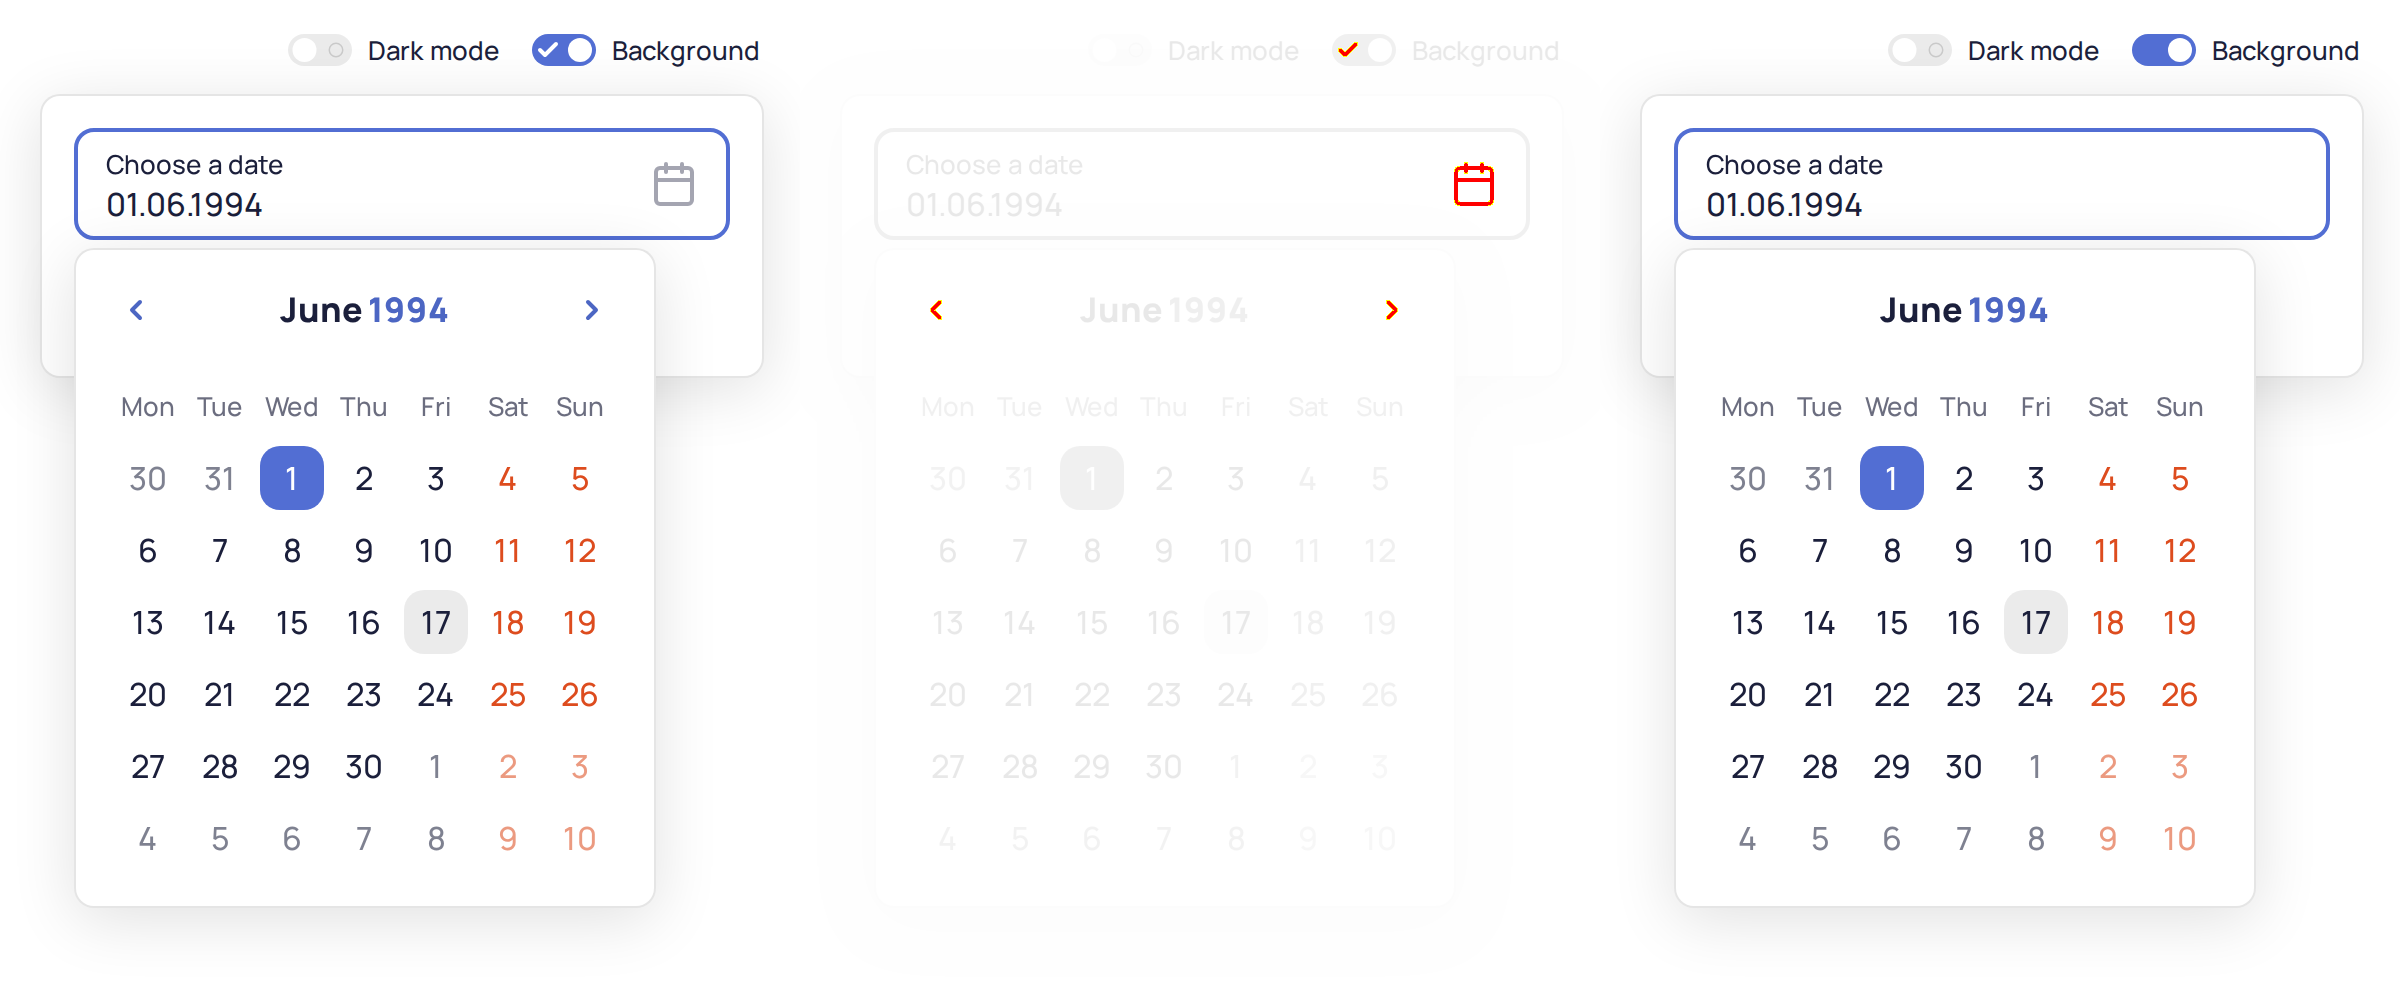 Dark mode Background
Choose a date
01.06.1994
June 1994
Mon Tue Wed Thu Fri Sat Sun
30 31 1 2 3 4 5
6 7 8 9 10 11 12
13 14 15 16 17 18 19
20 21 22 23 24 25 26
27 28 29 30 1 2 3
4 5 6 7 8 9 10
Dark mode Background
Choose a date
01.06.1994
June 1994
Mon Tue Wed Thu Fri Sat Sun
30 31 1 2 3 4 5
6 7 8 9 10 11 12
13 14 15 16 17 18 19
20 21 22 23 24 25 26
27 28 29 30 1 2 3
4 5 6 7 8 9 10
Dark mode Background
Choose a date
01.06.1994
June 1994
Mon Tue Wed Thu Fri Sat Sun
30 31 1 2 3 4 5
6 7 8 9 10 11 12
13 14 15 16 17 18 19
20 21 22 23 24 25 26
27 28 29 30 1 2 3
4 5 6 7 8 9 10